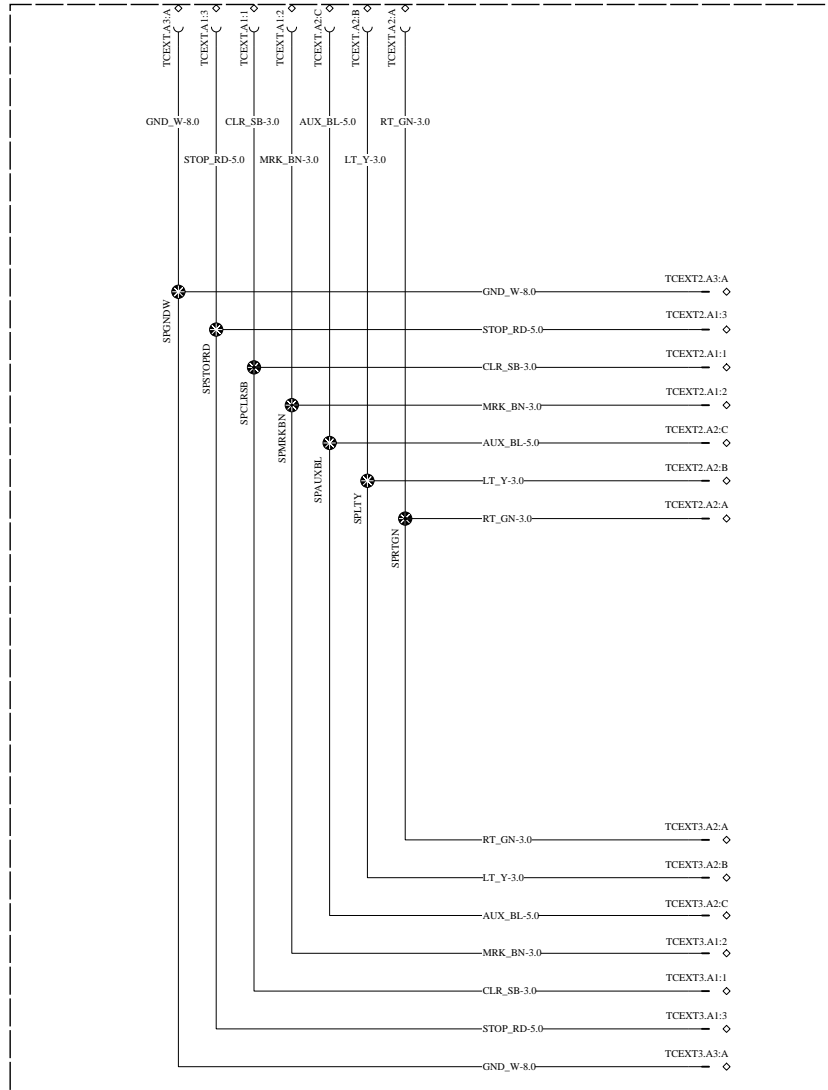 TCEXT.A3:A
TCEXT.A1:3
TCEXT.A1:1
TCEXT.A1:2
TCEXT.A2:C
TCEXT.A2:B
TCEXT.A2:A
GND_W-8.0
CLR_SB-3.0
AUX_BL-5.0
RT_GN-3.0
STOP_RD-5.0
MRK_BN-3.0
LT_Y-3.0
TCEXT2.A3:A
GND_W-8.0
SPGNDW
TCEXT2.A1:3
STOP_RD-5.0
SPSTOPRD
TCEXT2.A1:1
CLR_SB-3.0
SPCLRSB
TCEXT2.A1:2
MRK_BN-3.0
SPMRKBN
TCEXT2.A2:C
AUX_BL-5.0
SPAUXBL
TCEXT2.A2:B
LT_Y-3.0
SPLTY
TCEXT2.A2:A
RT_GN-3.0
SPRTGN
TCEXT3.A2:A
RT_GN-3.0
TCEXT3.A2:B
LT_Y-3.0
TCEXT3.A2:C
AUX_BL-5.0
TCEXT3.A1:2
MRK_BN-3.0
TCEXT3.A1:1
CLR_SB-3.0
TCEXT3.A1:3
STOP_RD-5.0
TCEXT3.A3:A
GND_W-8.0